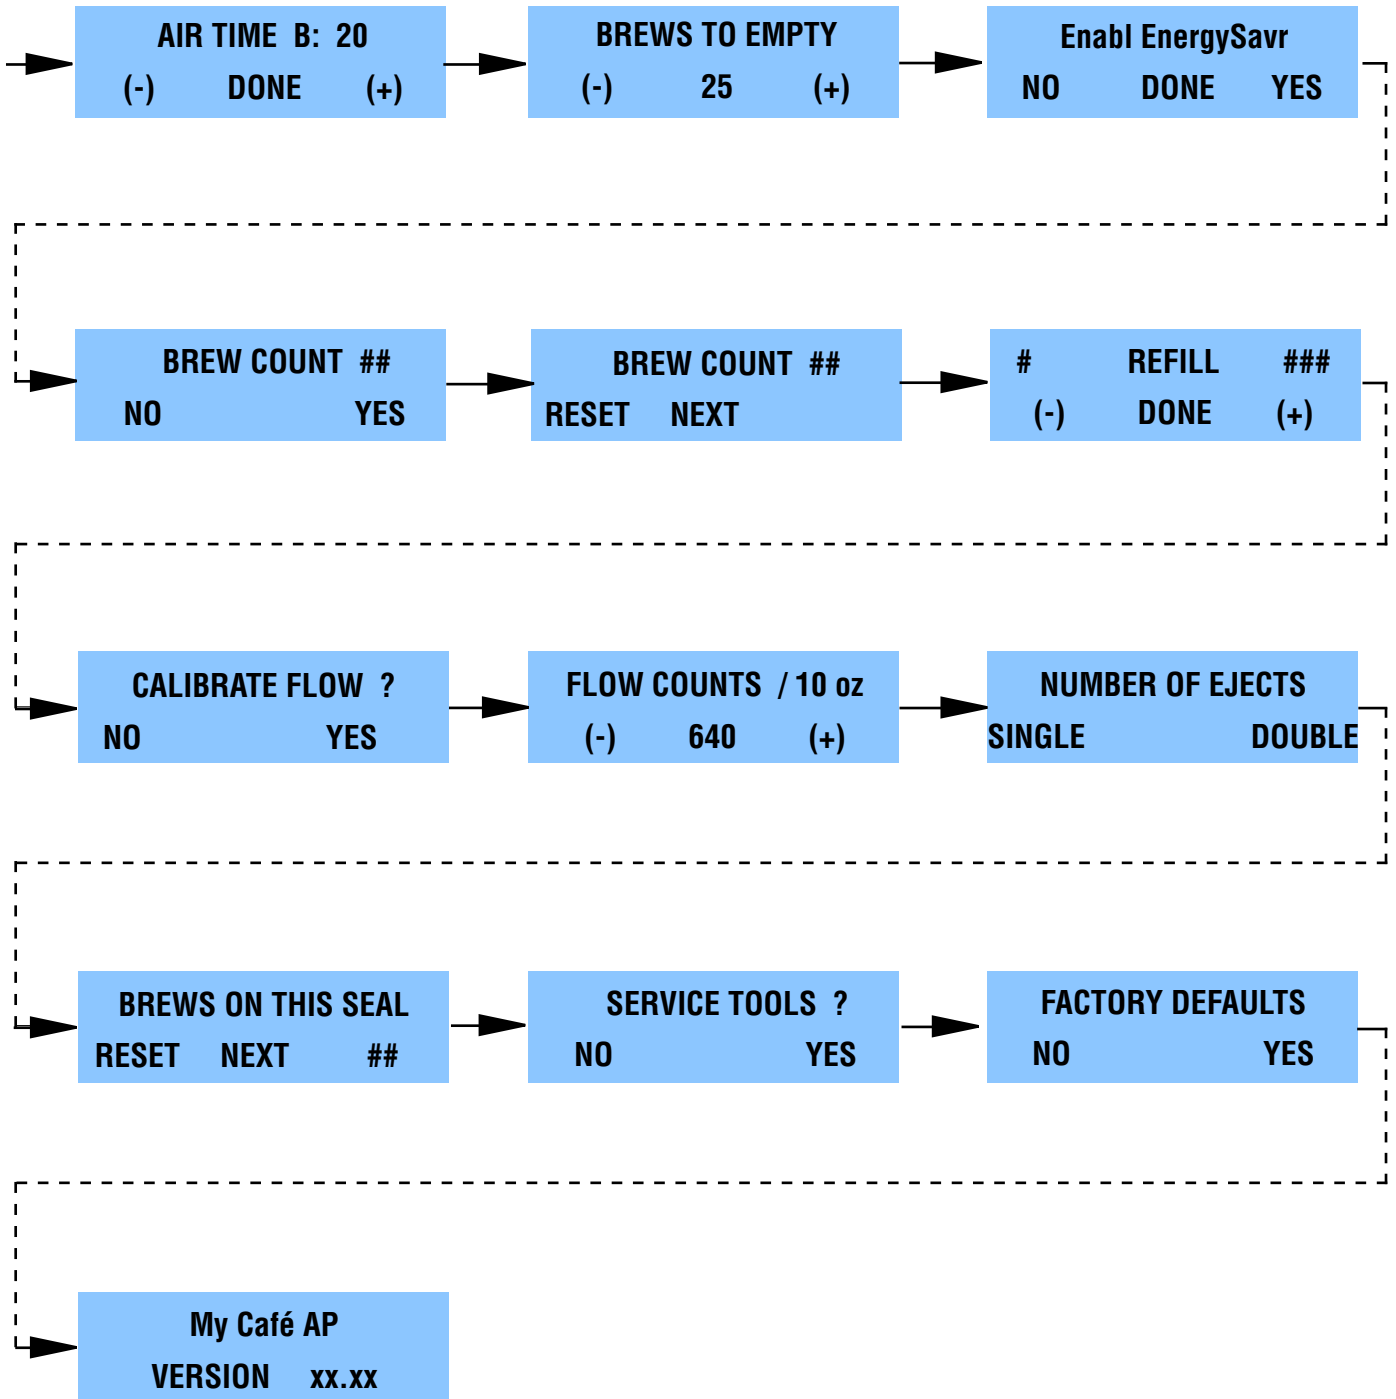 AIR TIME B: 20
(-) DONE (+)
BREWS TO EMPTY
(-) 25 (+)
Enabl EnergySavr
NO DONE YES
BREW COUNT ##
NO YES
BREW COUNT ##
RESET NEXT
# REFILL ###
(-) DONE (+)
CALIBRATE FLOW ?
NO YES
FLOW COUNTS / 10 oz
(-) 640 (+)
NUMBER OF EJECTS
SINGLE DOUBLE
BREWS ON THIS SEAL
RESET NEXT ##
SERVICE TOOLS ?
NO YES
FACTORY DEFAULTS
NO YES
My Café AP
VERSION xx.xx